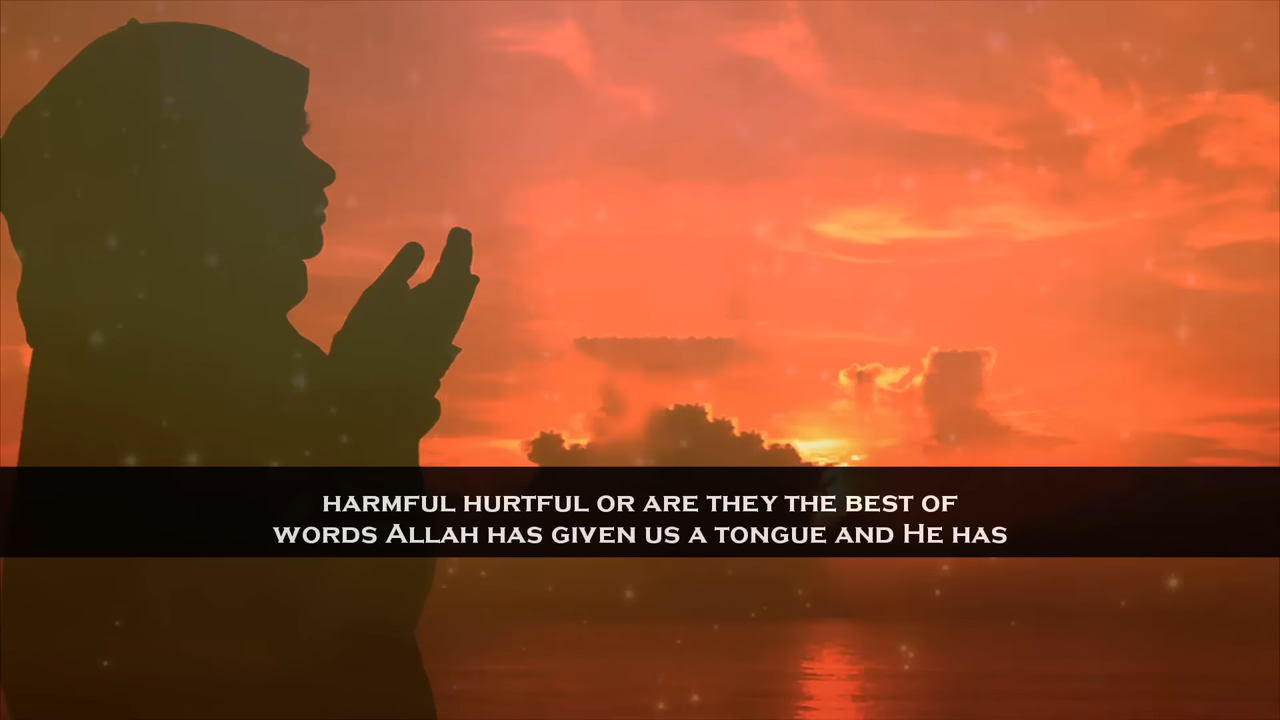 HARMFUL HURTFUL OR ARE THEY THE BEST OF
WORDS ALLAH HAS GIVEN US A TONGUE AND HE HAS